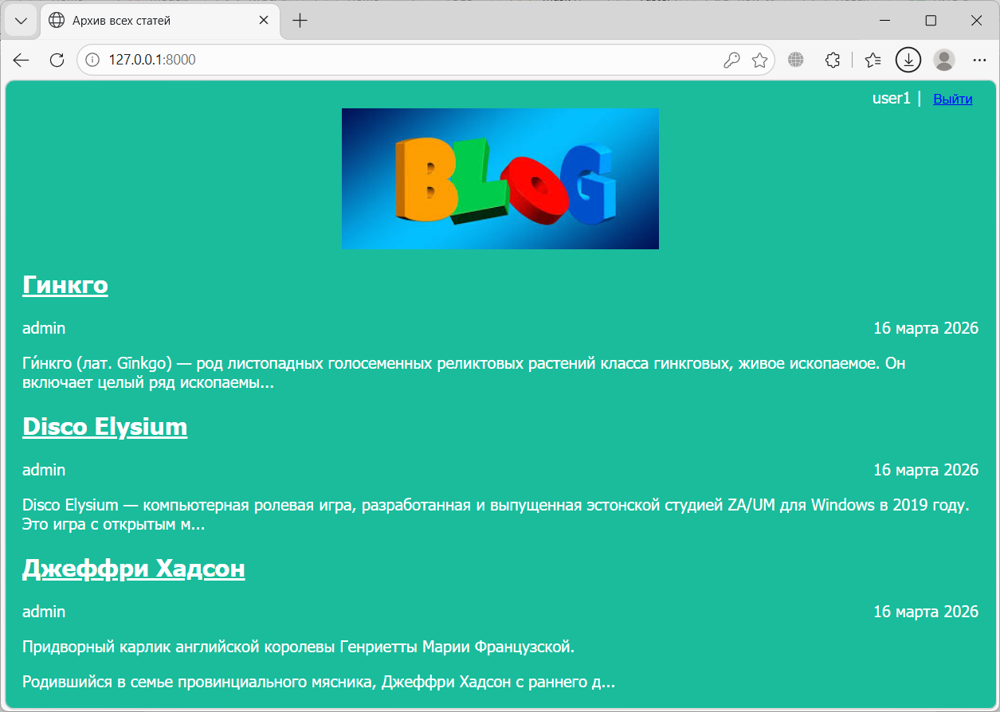 Архив всех статей
127.0.0.1:8000
user1 | Выйти
BLOG
Гинкго
admin 16 марта 2026
Ги́нкго (лат. Gīnkgo) — род листопадных голосеменных реликтовых растений класса гинкговых, живое ископаемое. Он
включает целый ряд ископаемы...
Disco Elysium
admin 16 марта 2026
Disco Elysium — компьютерная ролевая игра, разработанная и выпущенная эстонской студией ZA/UM для Windows в 2019 году.
Это игра с открытым м...
Джеффри Хадсон
admin 16 марта 2026
Придворный карлик английской королевы Генриетты Марии Французской.
Родившийся в семье провинциального мясника, Джеффри Хадсон с раннего д...